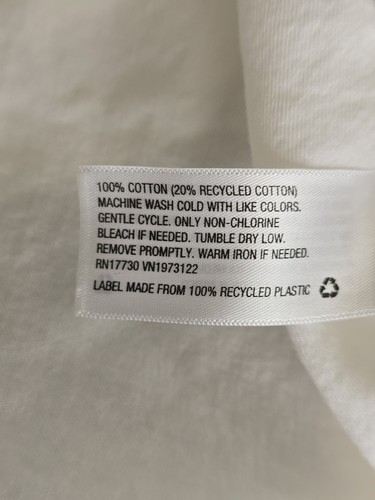 100% COTTON (20% RECYCLED COTTON)
MACHINE WASH COLD WITH LIKE COLORS.
GENTLE CYCLE. ONLY NON-CHLORINE
BLEACH IF NEEDED. TUMBLE DRY LOW.
REMOVE PROMPTLY. WARM IRON IF NEEDED.
RN17730 VN1973122
LABEL MADE FROM 100% RECYCLED PLASTIC